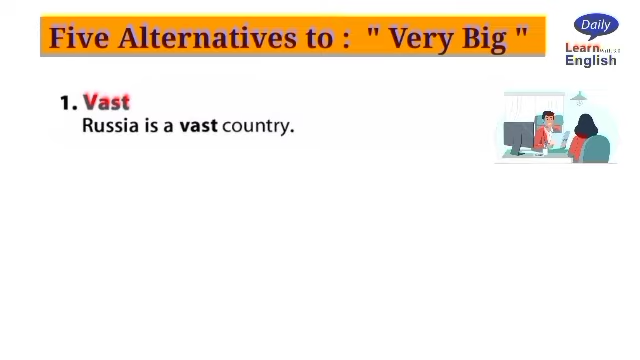 Five Alternatives to : " Very Big "
Daily
Learn
English
1. Vast
Russia is a vast country.